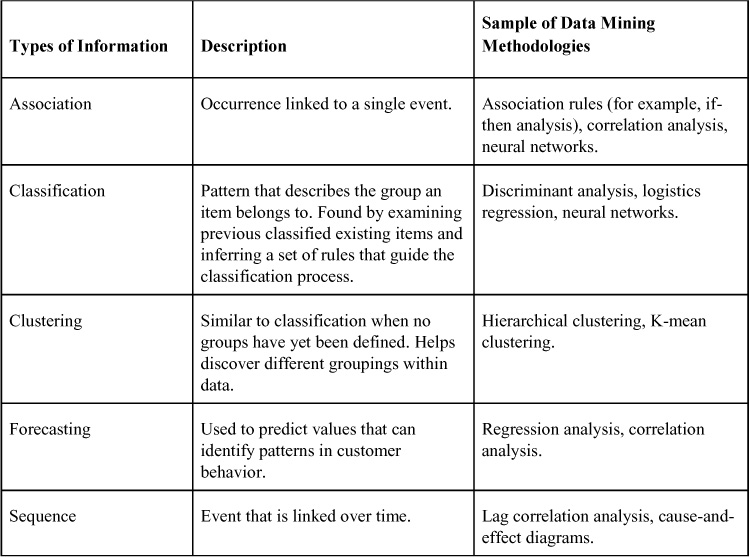 Types of Information
Description
Sample of Data Mining
Methodologies
Association
Occurrence linked to a single event.
Association rules (for example, if-
then analysis), correlation analysis,
neural networks.
Classification
Pattern that describes the group an
item belongs to. Found by examining
previous classified existing items and
inferring a set of rules that guide the
classification process.
Discriminant analysis, logistics
regression, neural networks.
Clustering
Similar to classification when no
groups have yet been defined. Helps
discover different groupings within
data.
Hierarchical clustering, K-mean
clustering.
Forecasting
Used to predict values that can
identify patterns in customer
behavior.
Regression analysis, correlation
analysis.
Sequence
Event that is linked over time.
Lag correlation analysis, cause-and-
effect diagrams.